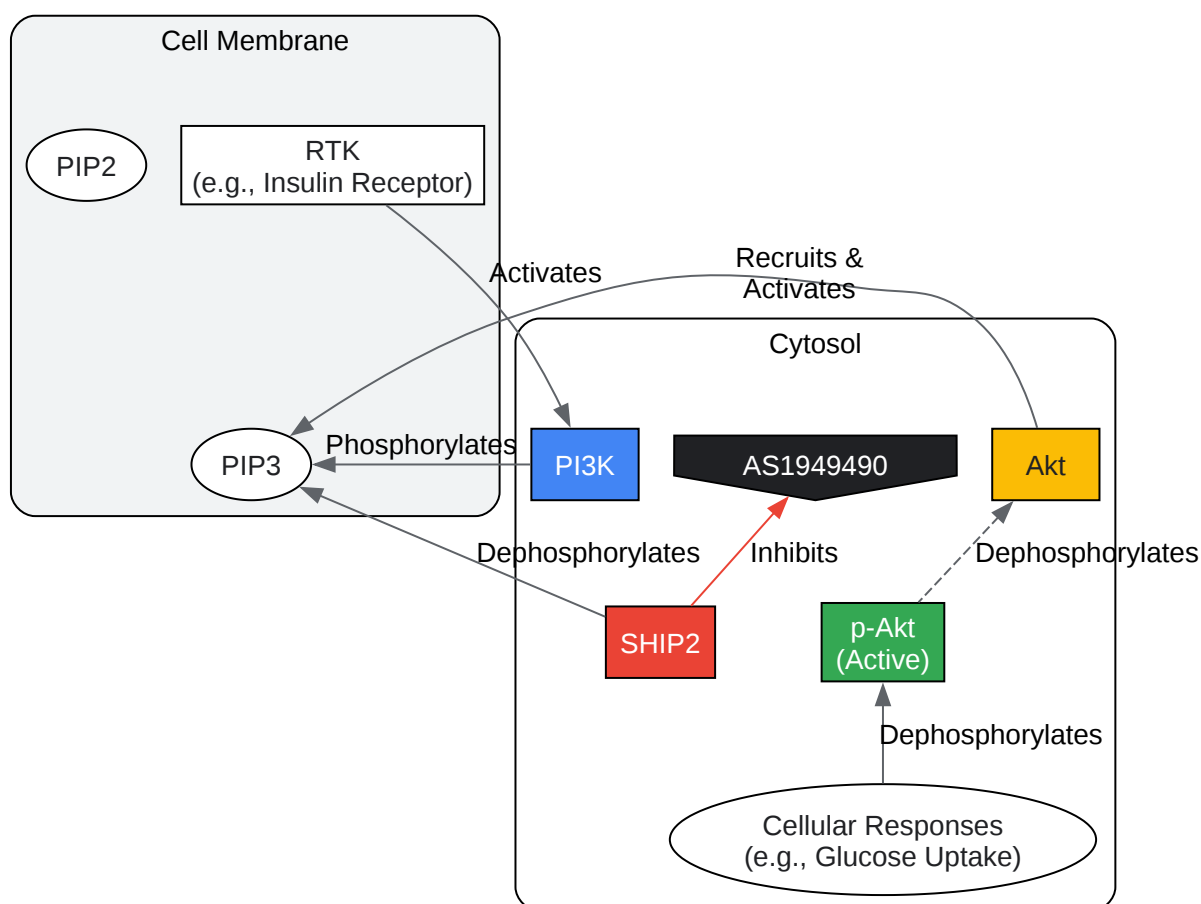 Cell Membrane
PIP2
RTK
(e.g., Insulin Receptor)
Activates
Recruits &
Activates
Cytosol
PIP3
Phosphorylates
PI3K
AS1949490
Akt
Dephosphorylates
Inhibits
Dephosphorylates
SHIP2
p-Akt
(Active)
Dephosphorylates
Cellular Responses
(e.g., Glucose Uptake)